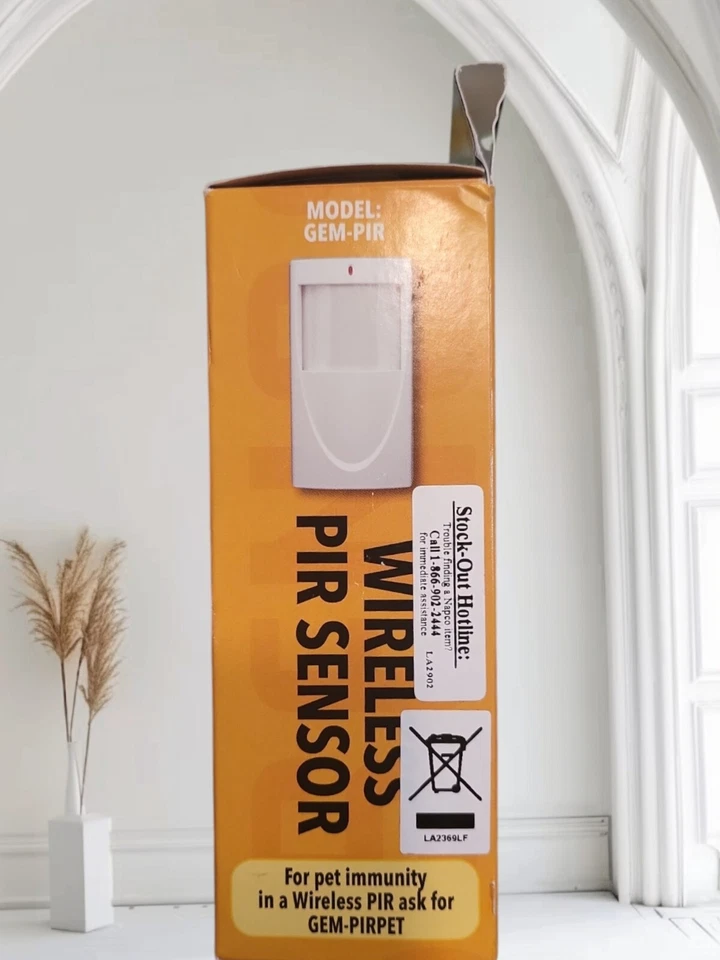 MODEL:
GEM-PIR
WIRELESS
PIR SENSOR
Stock-Out Hotline:
Trouble finding a Napco item?
Call 1-866-902-2444
for immediate assistance
LA2902
LA2369LF
For pet immunity
in a Wireless PIR ask for
GEM-PIRPET